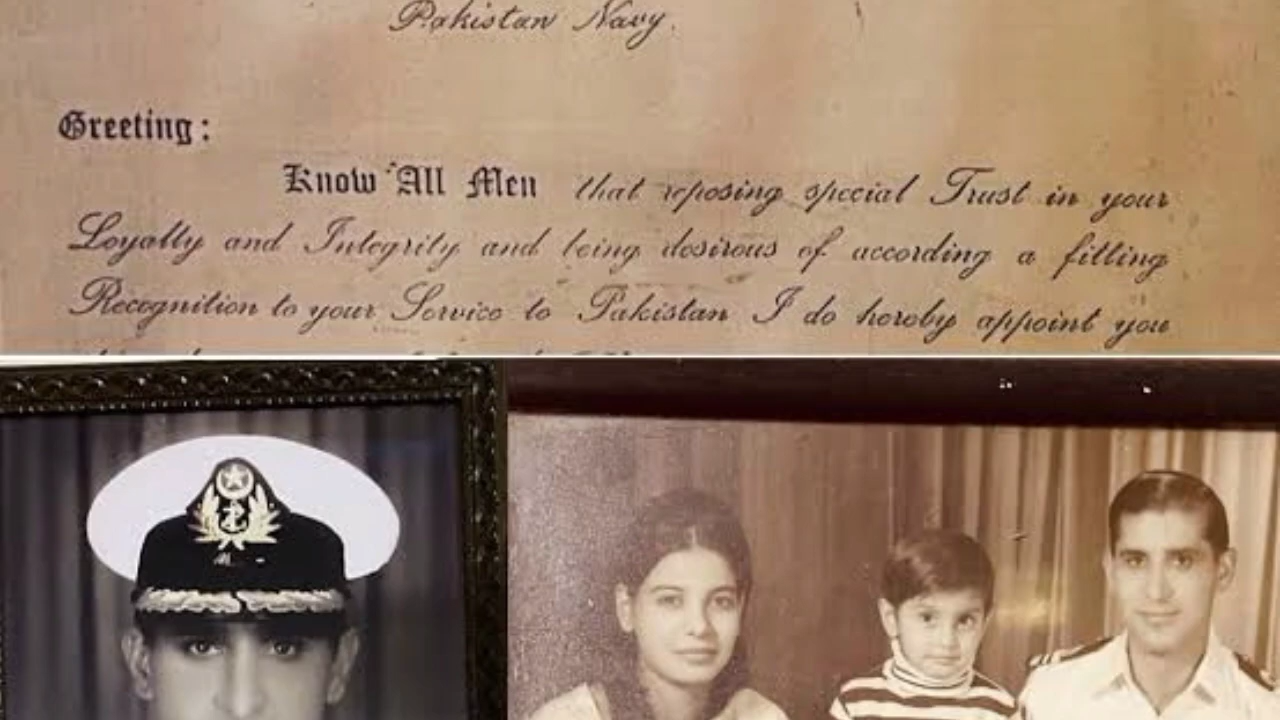 Pakistan Navy.
Greeting:
Know All Men that reposing special Trust in your
Loyalty and Integrity and being desirous of according a fitting
Recognition to your Service to Pakistan I do hereby appoint you